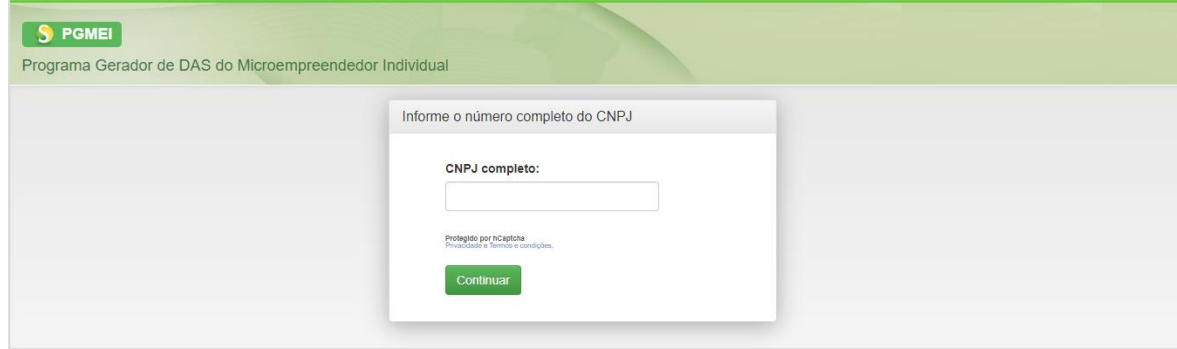 PGMEI
Programa Gerador de DAS do Microempreendedor Individual
Informe o número completo do CNPJ
CNPJ completo:
Protegido por hCaptcha
Privacidade e Termos e condições.
Continuar